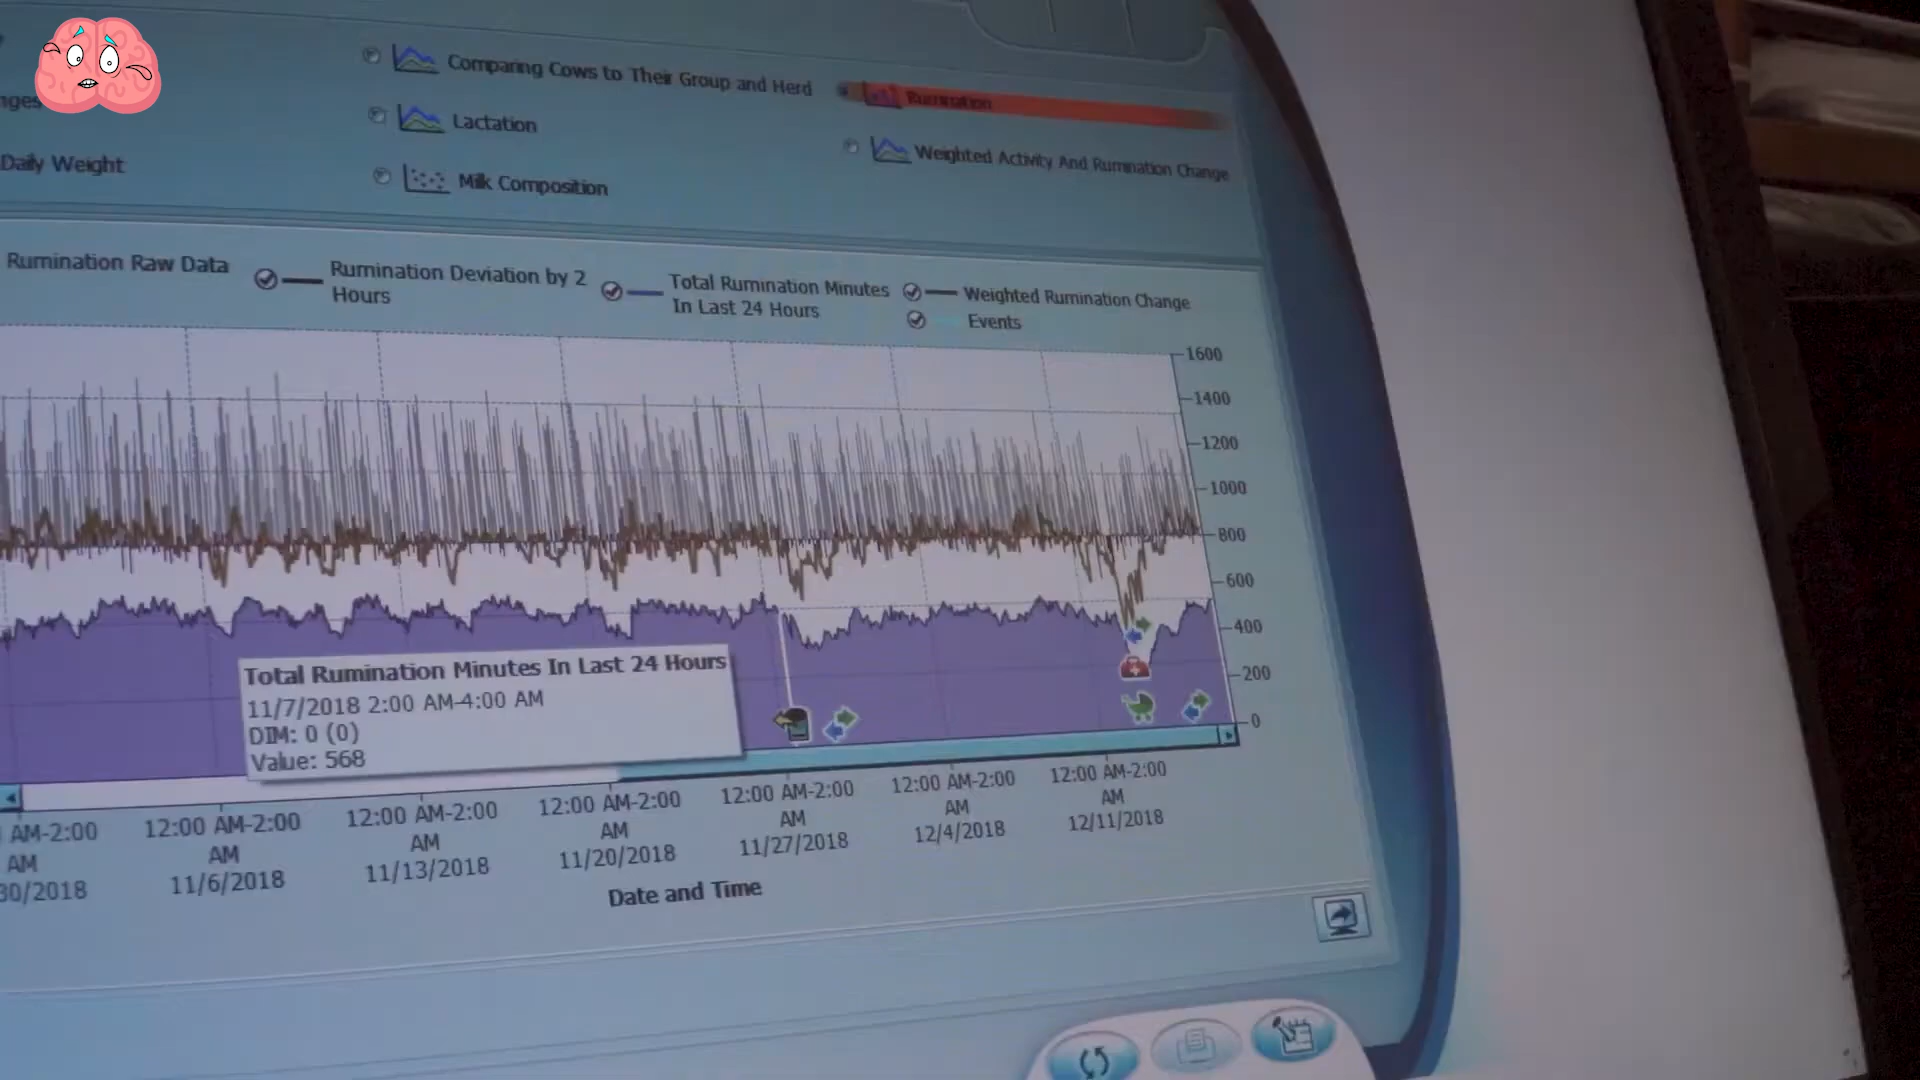 Comparing Cows to Their Group and Herd
Rumination
nges
Lactation
Weighted Activity And Rumination Change
Daily Weight
Milk Composition
Rumination Raw Data
Rumination Deviation by 2
Hours
Total Rumination Minutes
In Last 24 Hours
Weighted Rumination Change
Events
1600
1400
1200
1000
800
600
400
200
0
Total Rumination Minutes In Last 24 Hours
11/7/2018 2:00 AM-4:00 AM
DIM: 0 (0)
Value: 568
AM-2:00
AM
30/2018
12:00 AM-2:00
AM
11/6/2018
12:00 AM-2:00
AM
11/13/2018
12:00 AM-2:00
AM
11/20/2018
12:00 AM-2:00
AM
11/27/2018
12:00 AM-2:00
AM
12/4/2018
12:00 AM-2:00
AM
12/11/2018
Date and Time